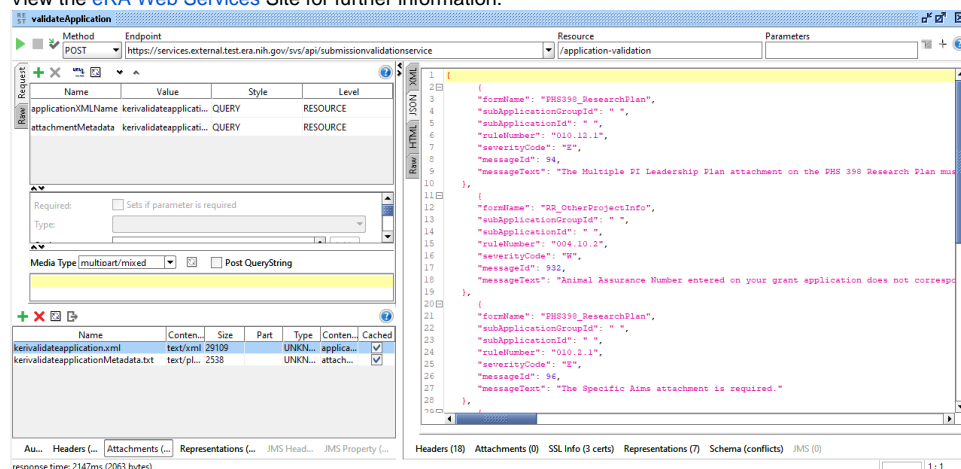 View the eRA Web Services Site for further information.
validateApplication
Method Endpoint Resource Parameters
POST https://services.external.test.era.nih.gov/svs/api/submissionvalidationservice /application-validation
Request
Raw
Name Value Style Level
applicationXMLName kerivalidateapplicati... QUERY RESOURCE
attachmentMetadata kerivalidateapplicati... QUERY RESOURCE
Required: Sets if parameter is required
Type:
Media Type multipart/mixed Post QueryString
Name Conten... Size Part Type Conten... Cached
kerivalidateapplication.xml text/xml 29109 UNKN... applica...
kerivalidateapplicationMetadata.txt text/pl... 2538 UNKN... attach...
Au... Headers (... Attachments (... Representations (... JMS Head... JMS Property (...
response time: 2147ms (2063 bytes)
XML
JSON
HTML
Raw
1 [
2 {
3 "formName": "PHS398_ResearchPlan",
4 "subApplicationGroupId": " ",
5 "subApplicationId": " ",
6 "ruleNumber": "010.12.1",
7 "severityCode": "E",
8 "messageId": 94,
9 "messageText": "The Multiple PI Leadership Plan attachment on the PHS 398 Research Plan mus
10 },
11 {
12 "formName": "RR_OtherProjectInfo",
13 "subApplicationGroupId": " ",
14 "subApplicationId": " ",
15 "ruleNumber": "004.10.2",
16 "severityCode": "W",
17 "messageId": 932,
18 "messageText": "Animal Assurance Number entered on your grant application does not correspo
19 },
20 {
21 "formName": "PHS398_ResearchPlan",
22 "subApplicationGroupId": " ",
23 "subApplicationId": " ",
24 "ruleNumber": "010.2.1",
25 "severityCode": "E",
26 "messageId": 96,
27 "messageText": "The Specific Aims attachment is required."
28 },
29 {
Headers (18) Attachments (0) SSL Info (3 certs) Representations (7) Schema (conflicts) JMS (0)
1 : 1